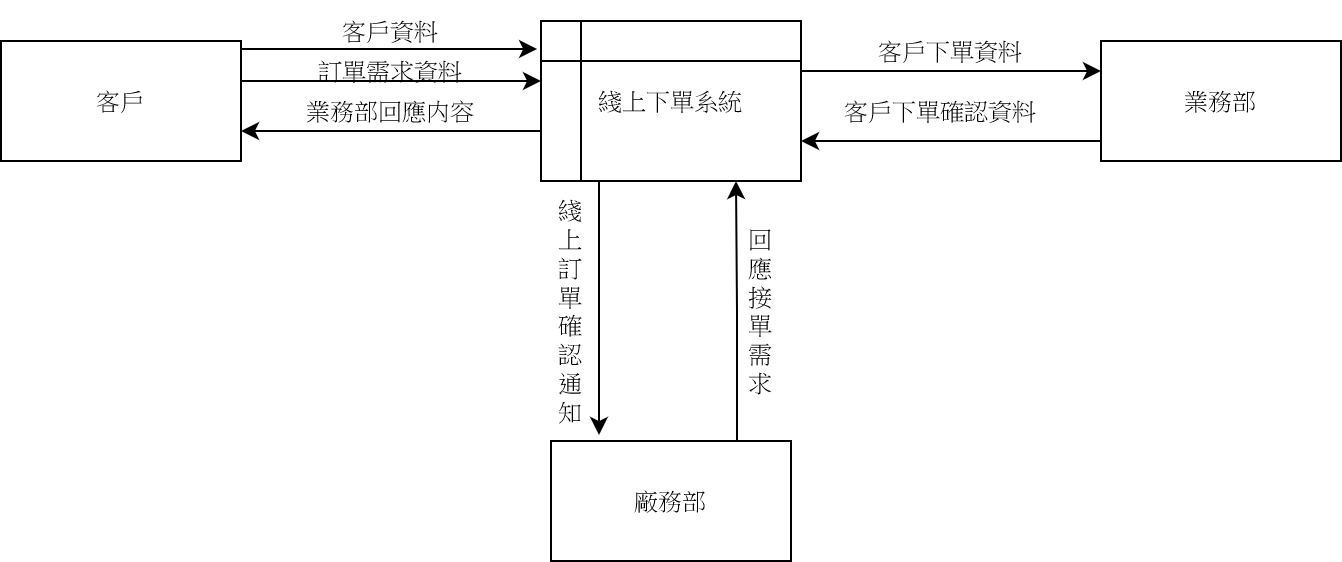 客戶資料
客戶下單資料
訂單需求資料
客戶
綫上下單系統
業務部
業務部回應内容
客戶下單確認資料
綫上訂單確認通知
回應接單需求
廠務部